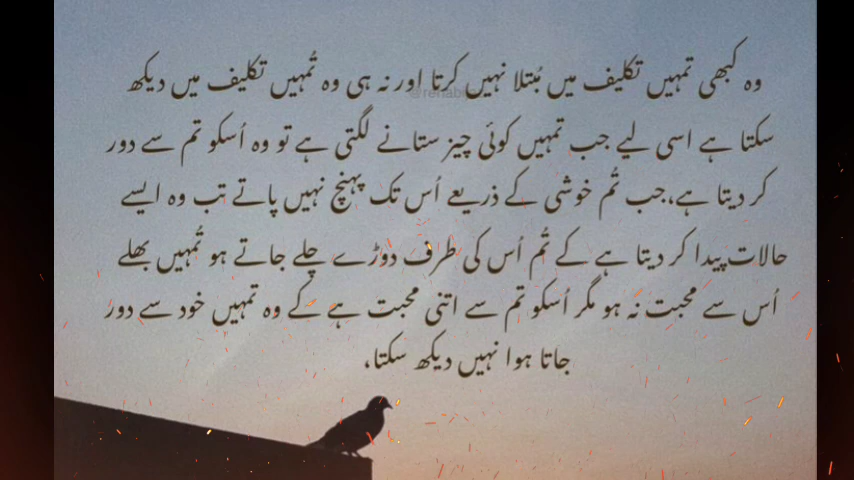 وہ کبھی تمہیں تکلیف میں مُبتلا نہیں کرتا اور نہ ہی وہ تُمہیں تکلیف میں دیکھ
سکتا ہے اسی لیے جب تمہیں کوئی چیز ستانے لگتی ہے تو وہ اُسکو تم سے دور
کر دیتا ہے،جب تُم خوشی کے ذریعے اُس تک پہنچ نہیں پاتے تب وہ ایسے
حالات پیدا کر دیتا ہے کے تُم اُس کی طرف دوڑے چلے جاتے ہو تُمہیں بھلے
اُس سے محبت نہ ہو مگر اُسکو تم سے اتنی محبت ہے کے وہ تمہیں خود سے دور
جاتا ہوا نہیں دیکھ سکتا،